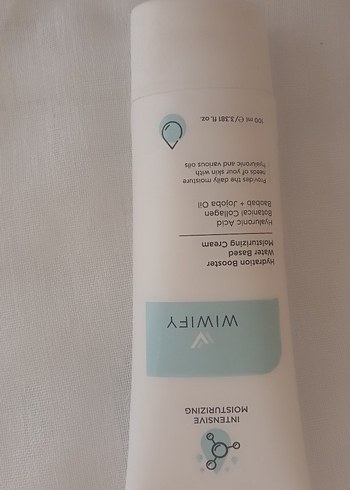 INTENSIVE
MOISTURIZING
WIWIFY
Hydration Booster
Water Based
Moisturizing Cream
Hyaluronic Acid
Botanical Collagen
Baobab + Jojoba Oil
Provides the daily moisture
needs of your skin with
hyaluronic and various oils
100 ml ℮/3.381 fl. oz.